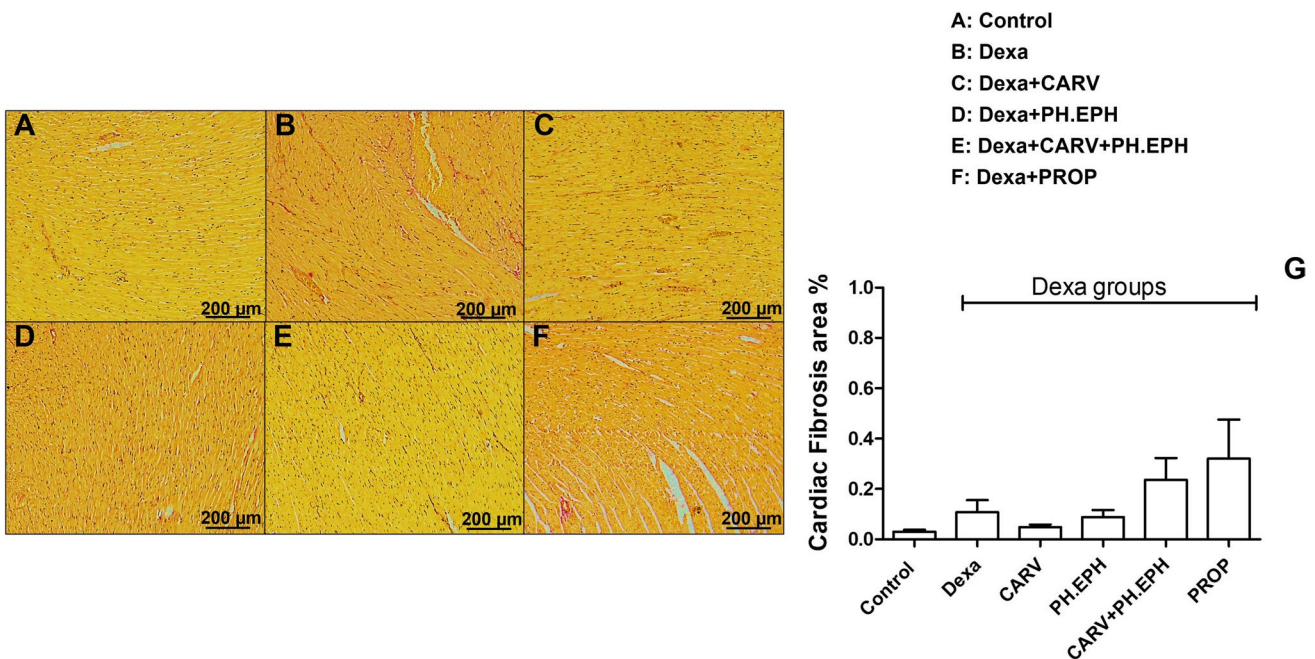 A: Control
B: Dexa
C: Dexa+CARV
D: Dexa+PH.EPH
E: Dexa+CARV+PH.EPH
F: Dexa+PROP
A
200 µm
B
200 µm
C
200 µm
D
200 µm
E
200 µm
F
200 µm
G
Dexa groups
Cardiac Fibrosis area %
1.0
0.8
0.6
0.4
0.2
0.0
Control
Dexa
CARV
PH.EPH
CARV+PH.EPH
PROP